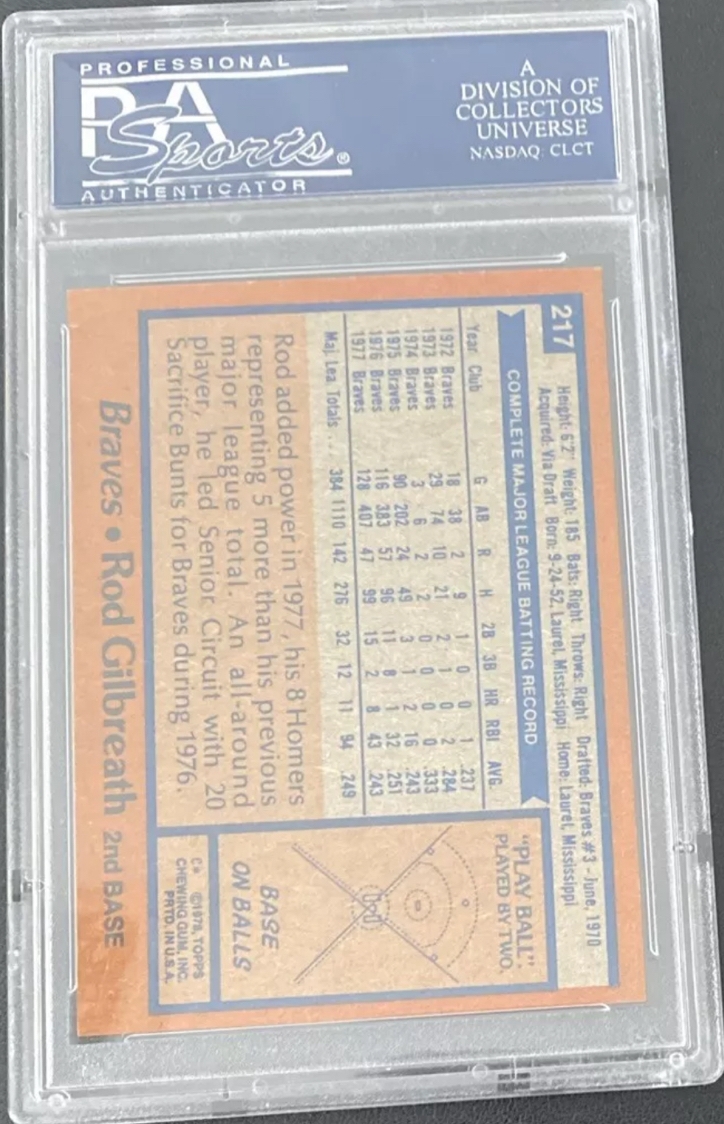 PROFESSIONAL
PSA
Sports®
AUTHENTICATOR
A
DIVISION OF
COLLECTORS
UNIVERSE
NASDAQ: CLCT
217
Height: 6'2" Weight: 185 Bats: Right Throws: Right Drafted: Braves #3 - June, 1970
Acquired: Via Draft Born: 9-24-52, Laurel, Mississippi Home: Laurel, Mississippi
COMPLETE MAJOR LEAGUE BATTING RECORD
Year Club G AB R H 2B 3B HR RBI AVG.
1972 Braves 18 38 2 9 1 0 0 1 .237
1973 Braves 29 74 10 21 2 1 0 2 .284
1974 Braves 3 6 2 2 0 0 0 0 .333
1975 Braves 90 202 24 49 3 1 2 16 .243
1976 Braves 116 383 57 96 11 8 1 32 .251
1977 Braves 128 407 47 99 15 2 8 43 .243
Maj. Lea. Totals ... 384 1110 142 276 32 12 11 94 .249
Rod added power in 1977, his 8 Homers
representing 5 more than his previous
major league total. An all-around
player, he led Senior Circuit with 20
Sacrifice Bunts for Braves during 1976.
"PLAY BALL":
PLAYED BY TWO.
BASE
ON BALLS
C* ©1978, TOPPS
CHEWING GUM, INC.
PRTD. IN U.S.A.
Braves • Rod Gilbreath 2nd BASE